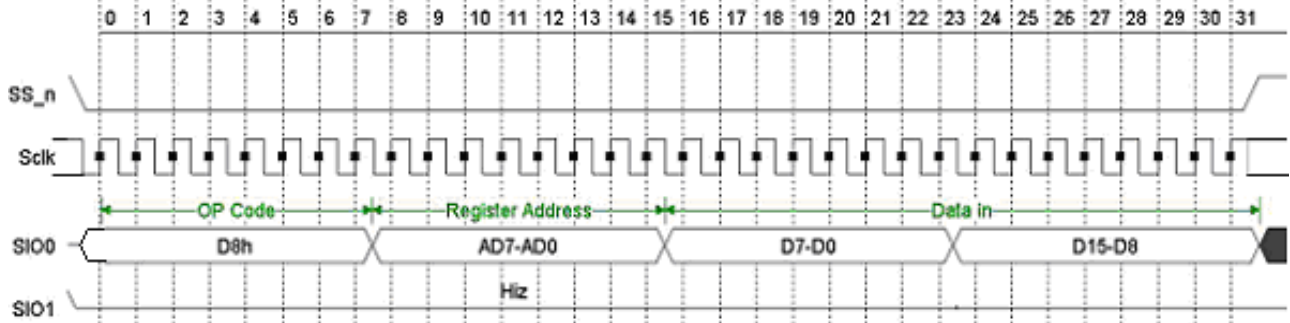 0 1 2 3 4 5 6 7 8 9 10 11 12 13 14 15 16 17 18 19 20 21 22 23 24 25 26 27 28 29 30 31
SS_n
Sclk
OP Code Register Address Data in
SIO0 D8h AD7-AD0 D7-D0 D15-D8
Hiz
SIO1